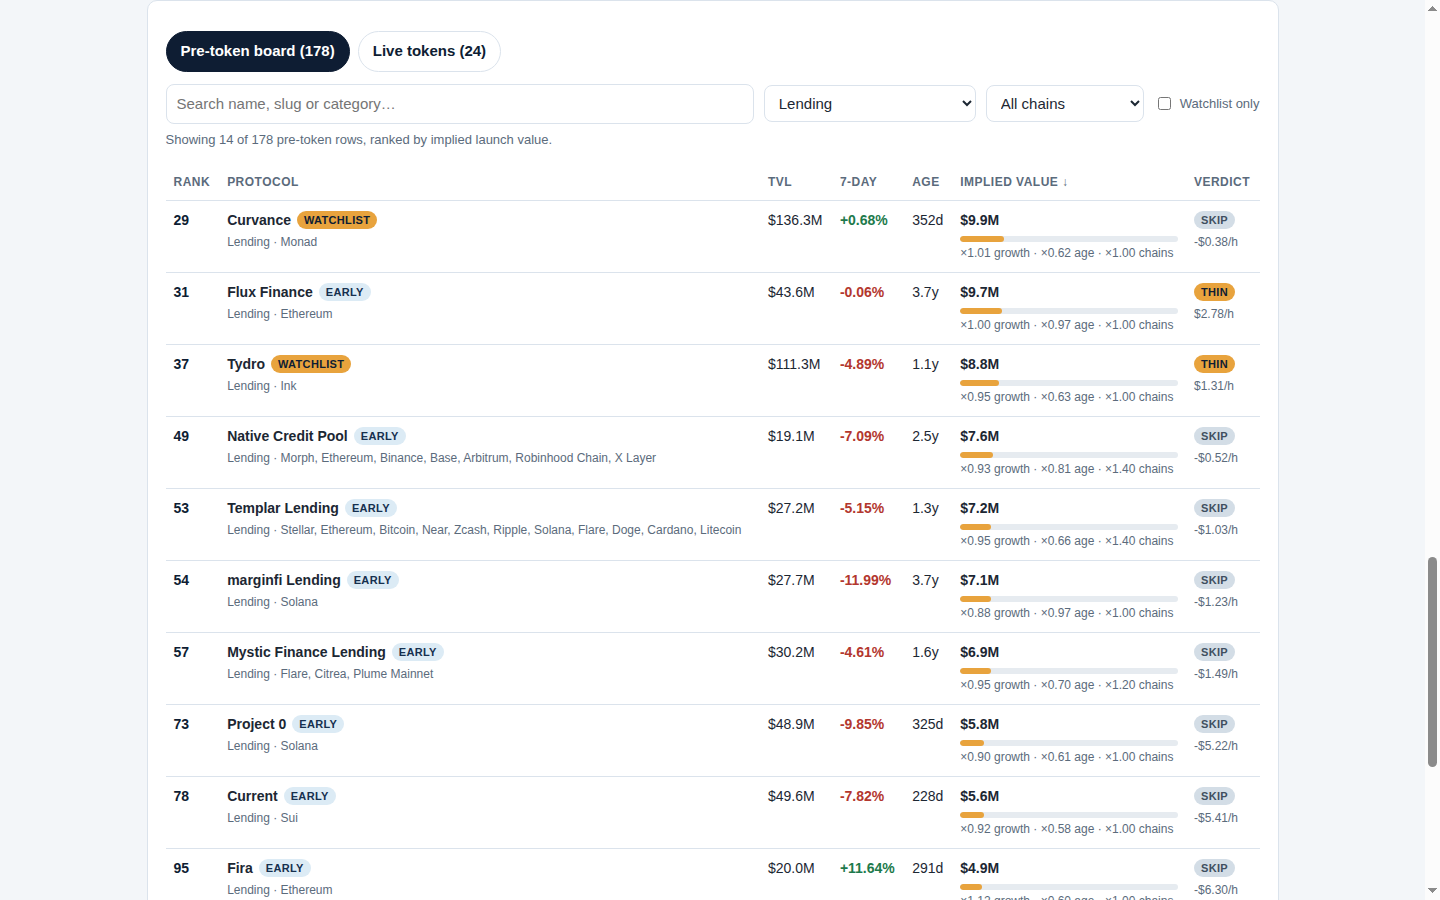 Pre-token board (178)
Live tokens (24)
Search name, slug or category…
Lending
All chains
Watchlist only
Showing 14 of 178 pre-token rows, ranked by implied launch value.
RANK PROTOCOL TVL 7-DAY AGE IMPLIED VALUE ↓ VERDICT
29 Curvance WATCHLIST $136.3M +0.68% 352d $9.9M SKIP
Lending · Monad -$0.38/h
×1.01 growth · ×0.62 age · ×1.00 chains
31 Flux Finance EARLY $43.6M -0.06% 3.7y $9.7M THIN
Lending · Ethereum $2.78/h
×1.00 growth · ×0.97 age · ×1.00 chains
37 Tydro WATCHLIST $111.3M -4.89% 1.1y $8.8M THIN
Lending · Ink $1.31/h
×0.95 growth · ×0.63 age · ×1.00 chains
49 Native Credit Pool EARLY $19.1M -7.09% 2.5y $7.6M SKIP
Lending · Morph, Ethereum, Binance, Base, Arbitrum, Robinhood Chain, X Layer -$0.52/h
×0.93 growth · ×0.81 age · ×1.40 chains
53 Templar Lending EARLY $27.2M -5.15% 1.3y $7.2M SKIP
Lending · Stellar, Ethereum, Bitcoin, Near, Zcash, Ripple, Solana, Flare, Doge, Cardano, Litecoin -$1.03/h
×0.95 growth · ×0.66 age · ×1.40 chains
54 marginfi Lending EARLY $27.7M -11.99% 3.7y $7.1M SKIP
Lending · Solana -$1.23/h
×0.88 growth · ×0.97 age · ×1.00 chains
57 Mystic Finance Lending EARLY $30.2M -4.61% 1.6y $6.9M SKIP
Lending · Flare, Citrea, Plume Mainnet -$1.49/h
×0.95 growth · ×0.70 age · ×1.20 chains
73 Project 0 EARLY $48.9M -9.85% 325d $5.8M SKIP
Lending · Solana -$5.22/h
×0.90 growth · ×0.61 age · ×1.00 chains
78 Current EARLY $49.6M -7.82% 228d $5.6M SKIP
Lending · Sui -$5.41/h
×0.92 growth · ×0.58 age · ×1.00 chains
95 Fira EARLY $20.0M +11.64% 291d $4.9M SKIP
Lending · Ethereum -$6.30/h